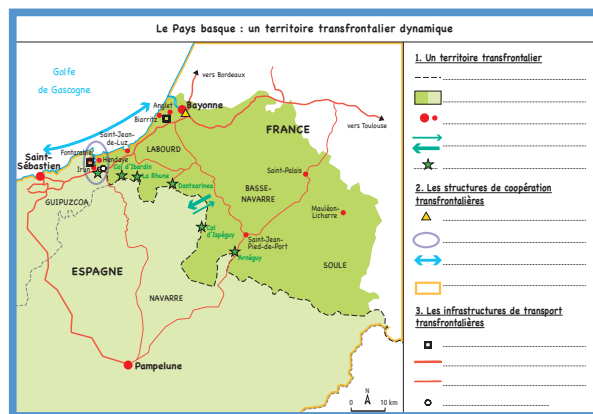 Le Pays basque : un territoire transfrontalier dynamique
Golfe
de Gascogne
vers Bordeaux
Anglet
Bayonne
Biarritz
FRANCE
vers Toulouse
Saint-Jean-
de-Luz
LABOURD
Fontarabie
Hendaye
Saint-
Sébastien
Irun
Col d'Ibardin
La Rhune
Dantxarinea
Saint-Palais
BASSE-
NAVARRE
GUIPUZCOA
Mauléon-
Licharre
Col
d'Ispéguy
Saint-Jean-
Pied-de-Port
Arnéguy
SOULE
ESPAGNE
NAVARRE
Pampelune
N
0 10 km
1. Un territoire transfrontalier
2. Les structures de coopération
transfrontalières
3. Les infrastructures de transport
transfrontalières